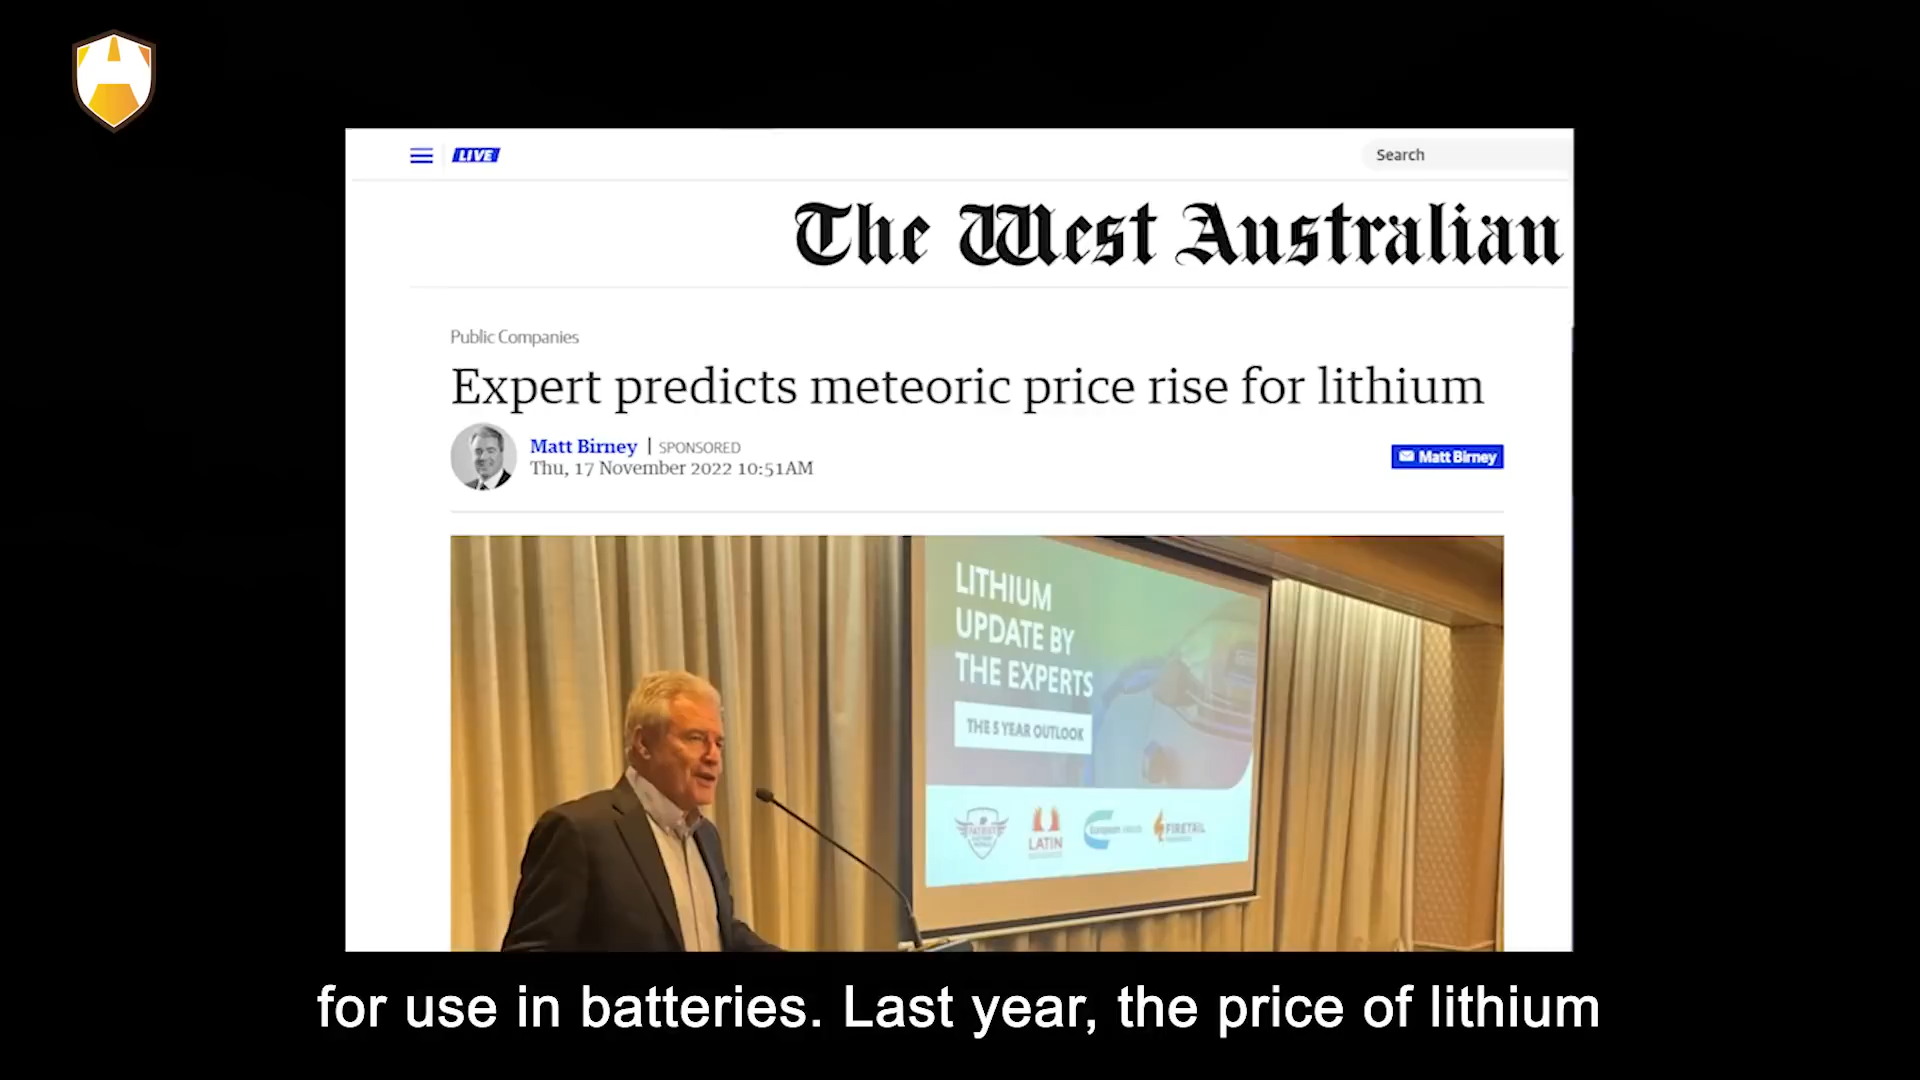 LIVE
Search
The West Australian
Public Companies
Expert predicts meteoric price rise for lithium
Matt Birney | SPONSORED
Thu, 17 November 2022 10:51AM
Matt Birney
LITHIUM
UPDATE BY
THE EXPERTS
THE 5 YEAR OUTLOOK
PATRIOT
LATIN
European
FIRETAIL
for use in batteries. Last year, the price of lithium